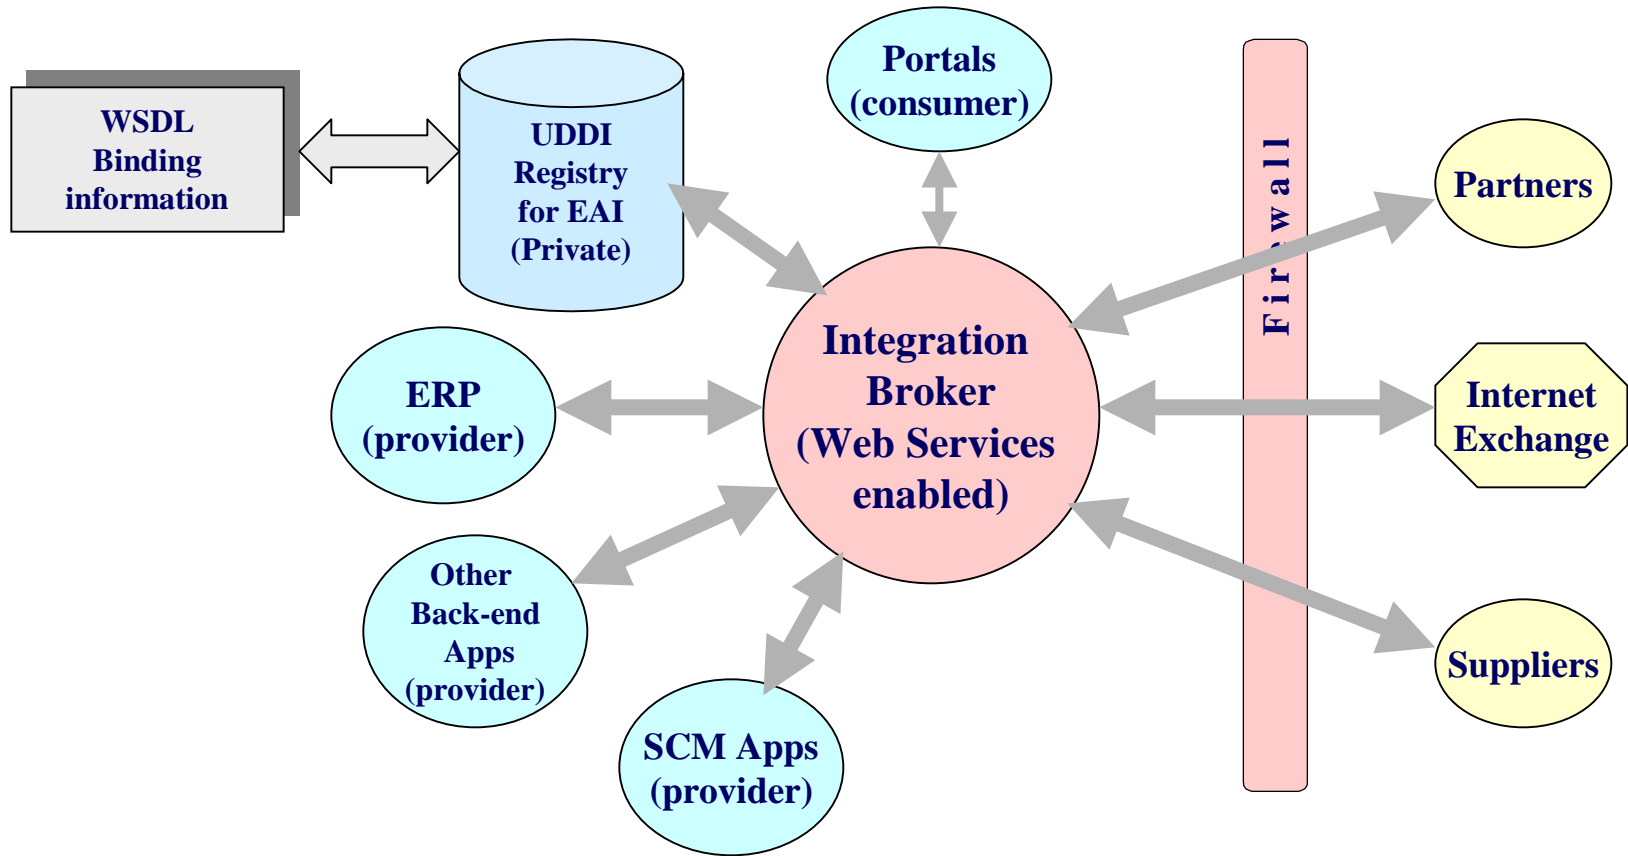 WSDL
Binding
information
UDDI
Registry
for EAI
(Private)
Portals
(consumer)
Firewall
Partners
Integration
Broker
(Web Services
enabled)
ERP
(provider)
Internet
Exchange
Other
Back-end
Apps
(provider)
SCM Apps
(provider)
Suppliers